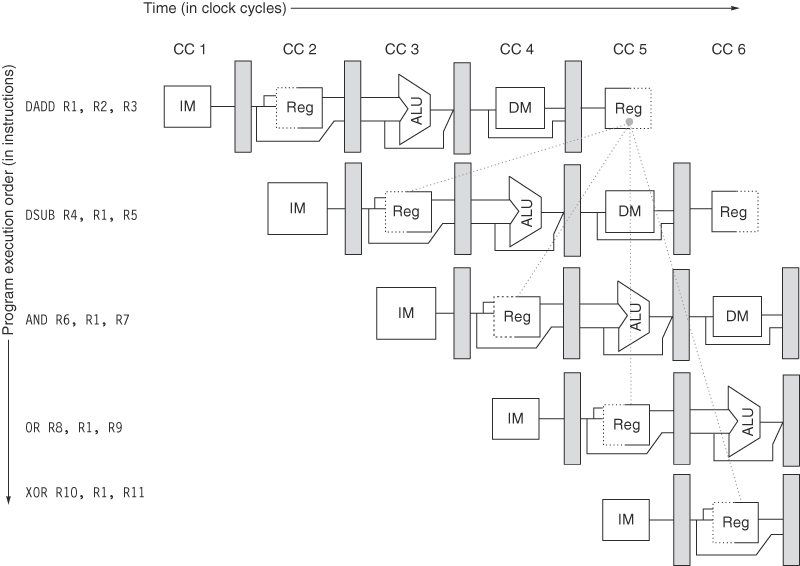 Time (in clock cycles)
CC 1 CC 2 CC 3 CC 4 CC 5 CC 6
Program execution order (in instructions)
DADD R1, R2, R3
IM Reg ALU DM Reg
DSUB R4, R1, R5
IM Reg ALU DM Reg
AND R6, R1, R7
IM Reg ALU DM
OR R8, R1, R9
IM Reg ALU
XOR R10, R1, R11
IM Reg